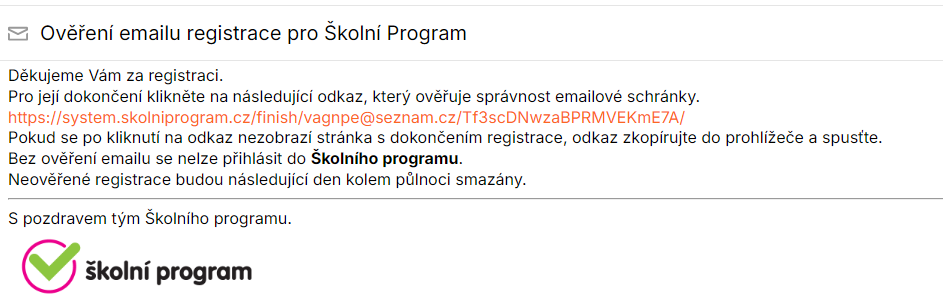 Ověření emailu registrace pro Školní Program
Děkujeme Vám za registraci.
Pro její dokončení klikněte na následující odkaz, který ověřuje správnost emailové schránky.
https://system.skolniprogram.cz/finish/vagnpe@seznam.cz/Tf3scDNwzaBPRMVEKmE7A/
Pokud se po kliknutí na odkaz nezobrazí stránka s dokončením registrace, odkaz zkopírujte do prohlížeče a spusťte.
Bez ověření emailu se nelze přihlásit do Školního programu.
Neověřené registrace budou následující den kolem půlnoci smazány.
S pozdravem tým Školního programu.
školní program